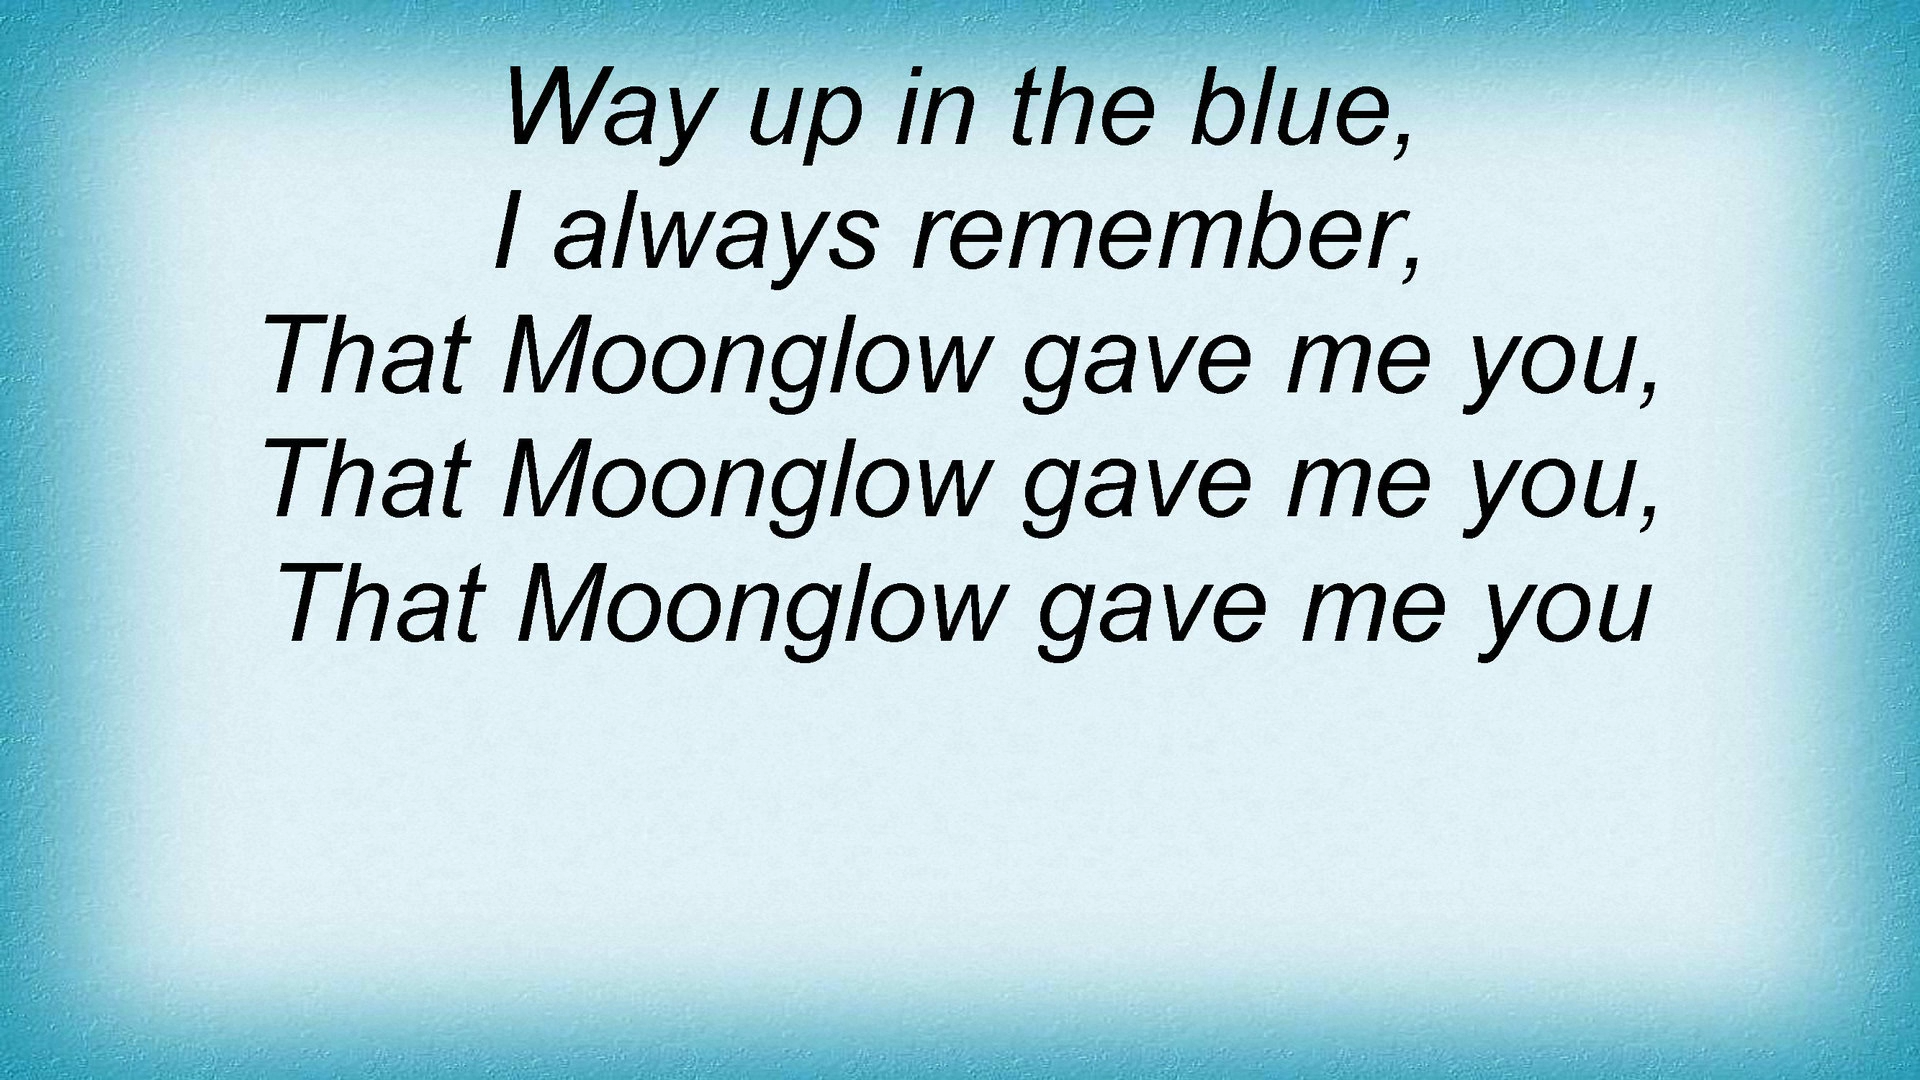 Way up in the blue,
I always remember,
That Moonglow gave me you,
That Moonglow gave me you,
That Moonglow gave me you